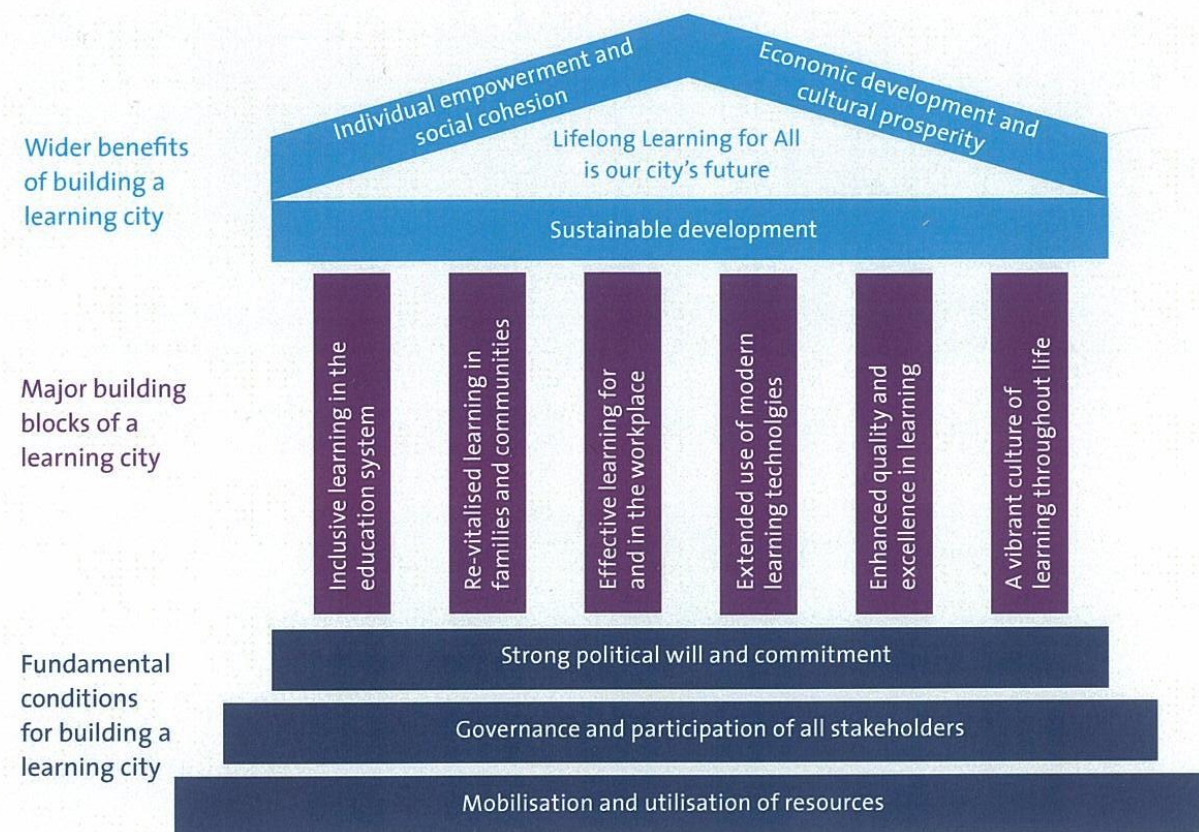 Individual empowerment and
social cohesion
Economic development and
cultural prosperity
Wider benefits
of building a
learning city
Lifelong Learning for All
is our city's future
Sustainable development
Major building
blocks of a
learning city
Inclusive learning in the
education system
Re-vitalised learning in
families and communities
Effective learning for
and in the workplace
Extended use of modern
learning technolgies
Enhanced quality and
excellence in learning
A vibrant culture of
learning throughout life
Fundamental
conditions
for building a
learning city
Strong political will and commitment
Governance and participation of all stakeholders
Mobilisation and utilisation of resources